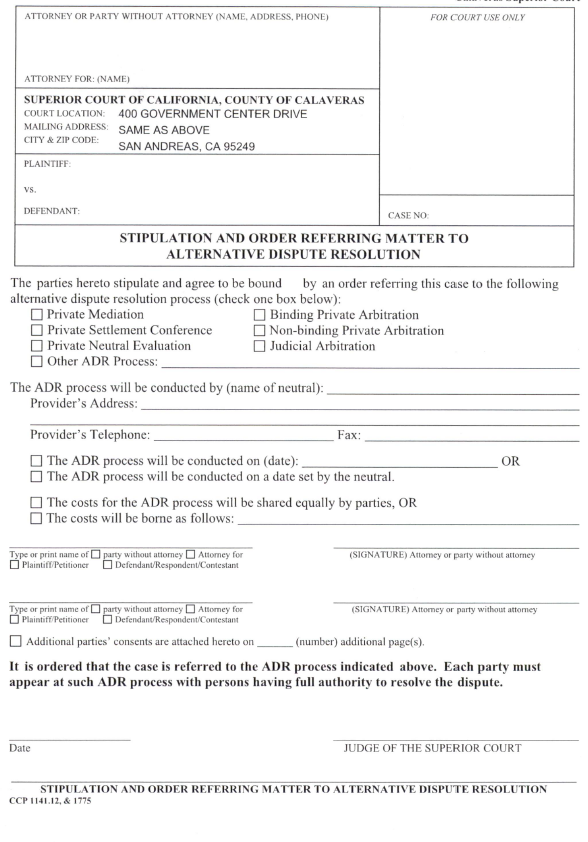 ATTORNEY OR PARTY WITHOUT ATTORNEY (NAME, ADDRESS, PHONE)
FOR COURT USE ONLY
ATTORNEY FOR: (NAME)
SUPERIOR COURT OF CALIFORNIA, COUNTY OF CALAVERAS
COURT LOCATION: 400 GOVERNMENT CENTER DRIVE
MAILING ADDRESS: SAME AS ABOVE
CITY & ZIP CODE: SAN ANDREAS, CA 95249
PLAINTIFF:
vs.
DEFENDANT:
CASE NO:
STIPULATION AND ORDER REFERRING MATTER TO
ALTERNATIVE DISPUTE RESOLUTION
The parties hereto stipulate and agree to be bound by an order referring this case to the following
alternative dispute resolution process (check one box below):
☐ Private Mediation ☐ Binding Private Arbitration
☐ Private Settlement Conference ☐ Non-binding Private Arbitration
☐ Private Neutral Evaluation ☐ Judicial Arbitration
☐ Other ADR Process:
The ADR process will be conducted by (name of neutral):
Provider's Address:
Provider's Telephone: Fax:
☐ The ADR process will be conducted on (date): OR
☐ The ADR process will be conducted on a date set by the neutral.
☐ The costs for the ADR process will be shared equally by parties, OR
☐ The costs will be borne as follows:
Type or print name of ☐ party without attorney ☐ Attorney for (SIGNATURE) Attorney or party without attorney
☐ Plaintiff/Petitioner ☐ Defendant/Respondent/Contestant
Type or print name of ☐ party without attorney ☐ Attorney for (SIGNATURE) Attorney or party without attorney
☐ Plaintiff/Petitioner ☐ Defendant/Respondent/Contestant
☐ Additional parties' consents are attached hereto on ______ (number) additional page(s).
It is ordered that the case is referred to the ADR process indicated above. Each party must
appear at such ADR process with persons having full authority to resolve the dispute.
Date JUDGE OF THE SUPERIOR COURT
STIPULATION AND ORDER REFERRING MATTER TO ALTERNATIVE DISPUTE RESOLUTION
CCP 1141.12, & 1775